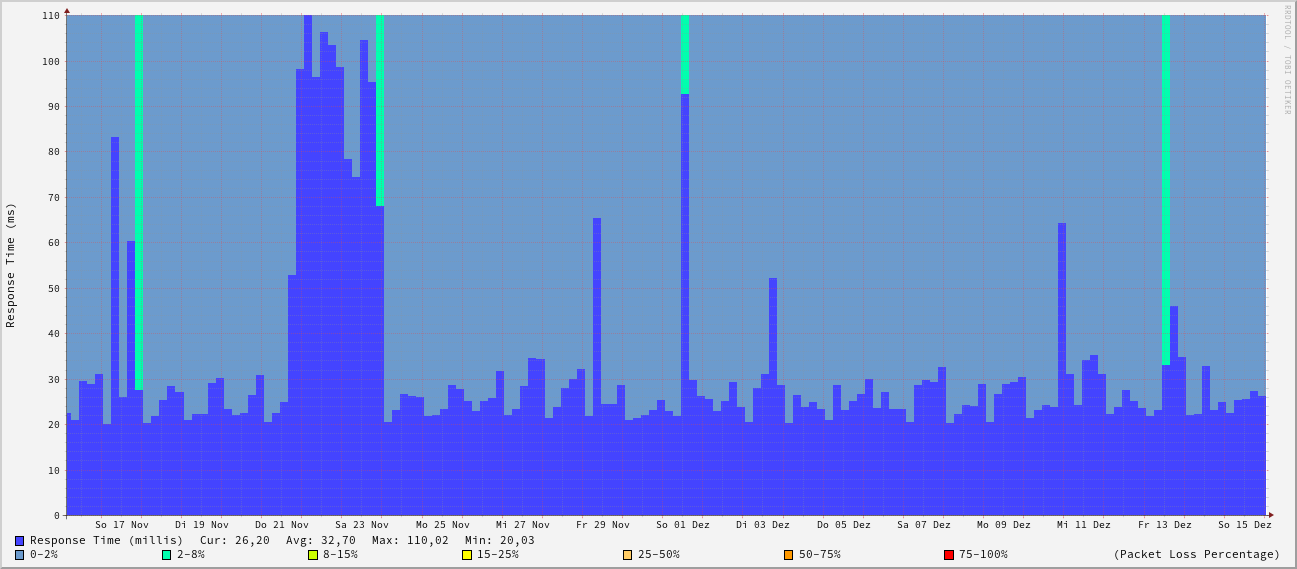 RRDTOOL / TOBI OETIKER
Response Time (ms)
110
100
90
80
70
60
50
40
30
20
10
0
So 17 Nov Di 19 Nov Do 21 Nov Sa 23 Nov Mo 25 Nov Mi 27 Nov Fr 29 Nov So 01 Dez Di 03 Dez Do 05 Dez Sa 07 Dez Mo 09 Dez Mi 11 Dez Fr 13 Dez So 15 Dez
Response Time (millis) Cur: 26,20 Avg: 32,70 Max: 110,02 Min: 20,03
0-2% 2-8% 8-15% 15-25% 25-50% 50-75% 75-100% (Packet Loss Percentage)